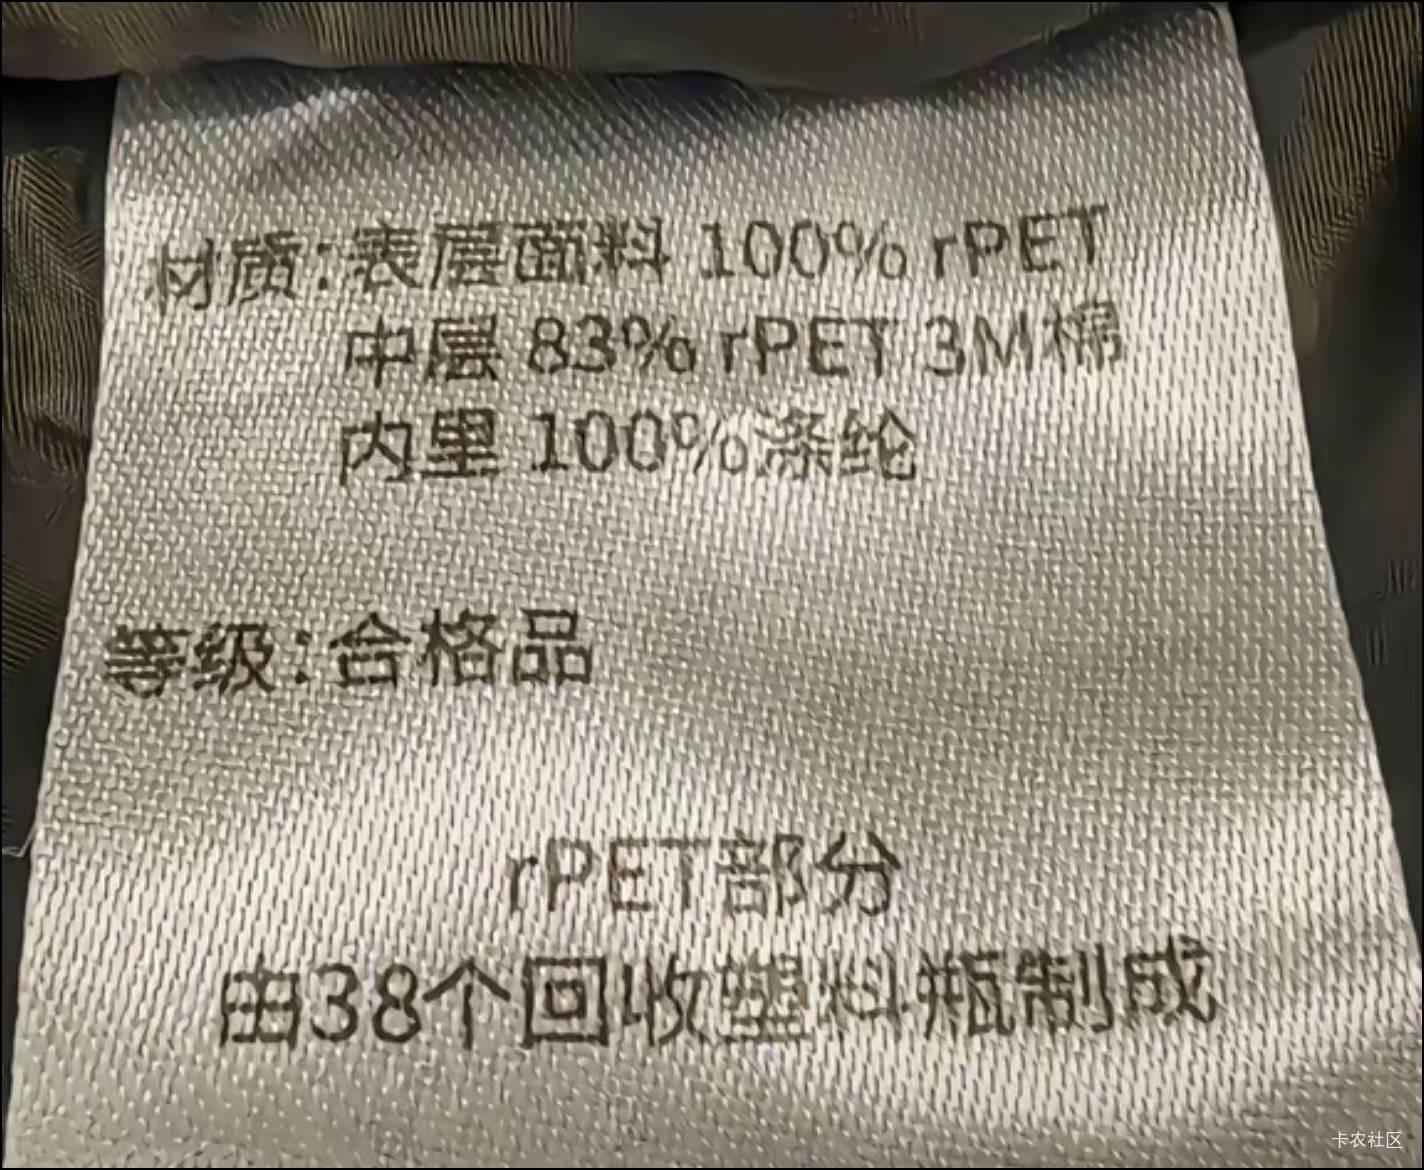 材质:表层面料 100% rPET
中层 83% rPET 3M棉
内里 100%涤纶
等级:合格品
rPET部分
由38个回收塑料瓶制成
卡农社区